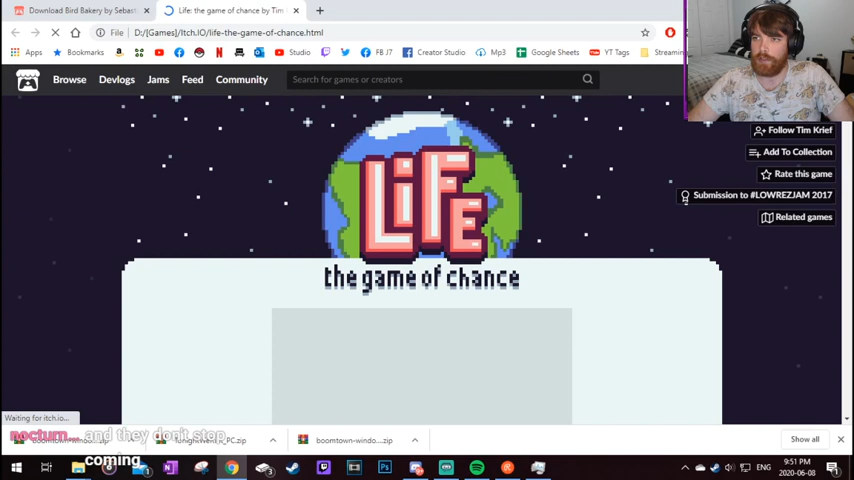 Download Bird Bakery by Sebast
Life: the game of chance by Tim
File | D:/[Games]/Itch.IO/life-the-game-of-chance.html
Apps Bookmarks Studio FB J7 Creator Studio Google Sheets YT Tags Streaming
Mp3
Browse Devlogs Jams Feed Community Search for games or creators
Follow Tim Krief
Add To Collection
Rate this game
Submission to #LOWREZJAM 2017
Related games
LiFE
the game of chance
Waiting for itch.io...
nocturn... and they don't stop
coming
boomtown-windo....zip
Show all
9:51 PM
ENG
2020-06-08